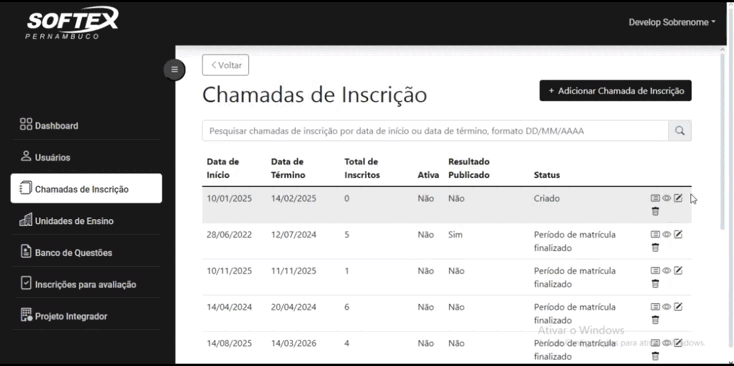 SOFTEX
PERNAMBUCO
Develop Sobrenome
Voltar
Chamadas de Inscrição
+ Adicionar Chamada de Inscrição
Pesquisar chamadas de inscrição por data de início ou data de término, formato DD/MM/AAAA
Dashboard
Usuários
Chamadas de Inscrição
Unidades de Ensino
Banco de Questões
Inscrições para avaliação
Projeto Integrador
Data de Início Data de Término Total de Inscritos Ativa Resultado Publicado Status
10/01/2025 14/02/2025 0 Não Não Criado
28/06/2022 12/07/2024 5 Não Sim Período de matrícula finalizado
10/11/2025 11/11/2025 1 Não Não Período de matrícula finalizado
14/04/2024 20/04/2024 6 Não Não Período de matrícula finalizado
14/08/2025 14/03/2026 4 Não Não Período de matrícula finalizado
Ativar o Windows